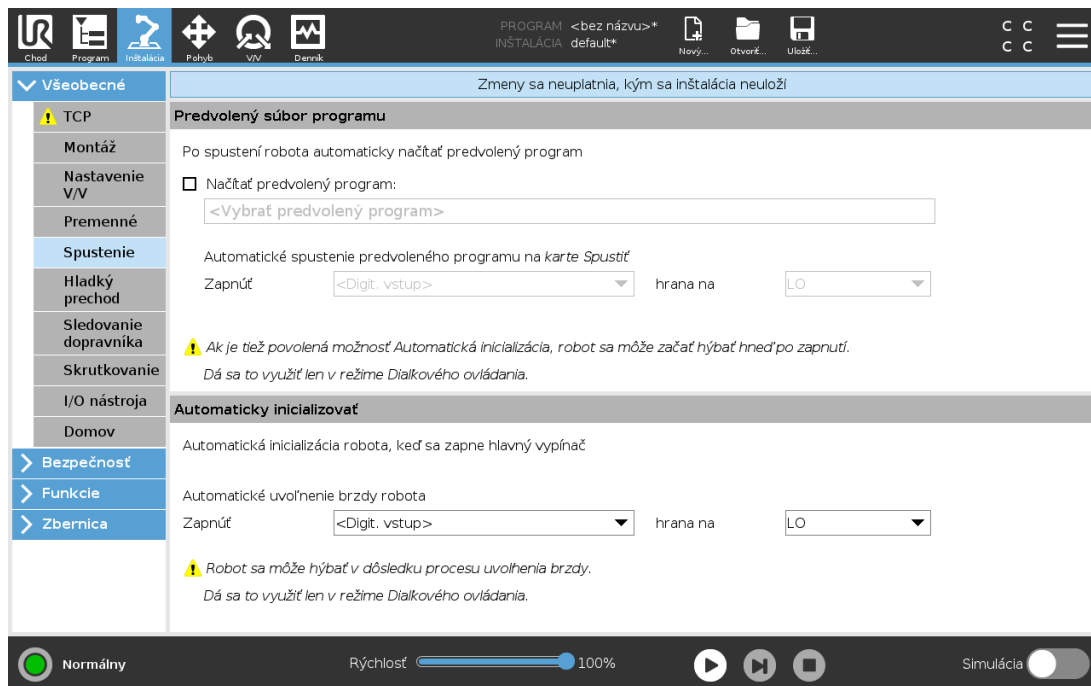 PROGRAM <bez názvu>*
INŠTALÁCIA default*
UR
Chod
Program
Inštalácia
Pohyb
V/V
Denník
Nový...
Otvoriť...
Uložiť...
C C
C C
Všeobecné
TCP
Montáž
Nastavenie
V/V
Premenné
Spustenie
Hladký
prechod
Sledovanie
dopravníka
Skrutkovanie
I/O nástroja
Domov
Bezpečnosť
Funkcie
Zbernica
Zmeny sa neuplatnia, kým sa inštalácia neuloží
Predvolený súbor programu
Po spustení robota automaticky načítať predvolený program
Načítať predvolený program:
<Vybrať predvolený program>
Automatické spustenie predvoleného programu na karte Spustiť
Zapnúť <Digit. vstup> hrana na LO
Ak je tiež povolená možnosť Automatická inicializácia, robot sa môže začať hýbať hneď po zapnutí.
Dá sa to využiť len v režime Diaľkového ovládania.
Automaticky inicializovať
Automatická inicializácia robota, keď sa zapne hlavný vypínač
Automatické uvoľnenie brzdy robota
Zapnúť <Digit. vstup> hrana na LO
Robot sa môže hýbať v dôsledku procesu uvoľnenia brzdy.
Dá sa to využiť len v režime Diaľkového ovládania.
Normálny
Rýchlosť 100%
Simulácia